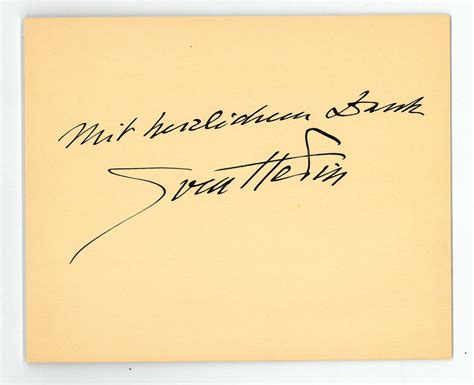 Mit herzlichem Dank
Sven Hedin